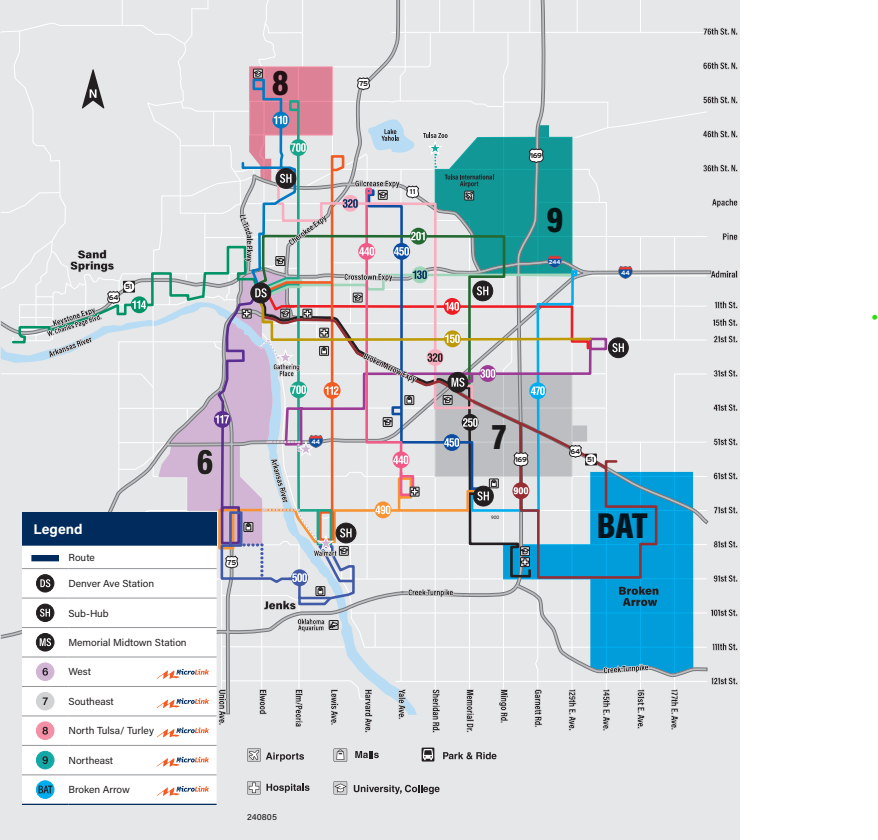 76th St. N.
66th St. N.
56th St. N.
46th St. N.
36th St. N.
Apache
Pine
Admiral
11th St.
15th St.
21st St.
31st St.
41st St.
51st St.
61st St.
71st St.
81st St.
91st St.
101st St.
111th St.
121st St.
N
75
8
110
700
Lake
Yahola
Tulsa Zoo
169
SH
Gilcrease Expy
11
320
Tulsa International
Airport
9
LL Tisdale Pkwy
Cherokee Expy
201
440
450
244
44
Sand
Springs
51
64
Crosstown Expy
130
DS
SH
114
Keystone Expy
W. Charles Page Blvd.
140
Arkansas River
150
SH
BrokenArrow Expy
320
Gathering
Place
MS
300
700
112
470
117
250
7
44
450
64
51
6
440
169
Arkansas River
900
SH
490
900
BAT
SH
Walmart
75
500
Jenks
Creek Turnpike
Broken
Arrow
Oklahoma
Aquarium
Creek Turnpike
Union Ave.
Elwood
Elm/Peoria
Lewis Ave.
Harvard Ave.
Yale Ave.
Sheridan Rd.
Memorial Dr.
Mingo Rd.
Garnett Rd.
129th E. Ave.
145th E. Ave.
161st E. Ave.
177th E. Ave.
Legend
Route
DS Denver Ave Station
SH Sub-Hub
MS Memorial Midtown Station
6 West MicroLink
7 Southeast
8 North Tulsa/ Turley MicroLink
9 Northeast MicroLink
BAT Broken Arrow MicroLink
Airports
Malls
Park & Ride
Hospitals
University, College
240805